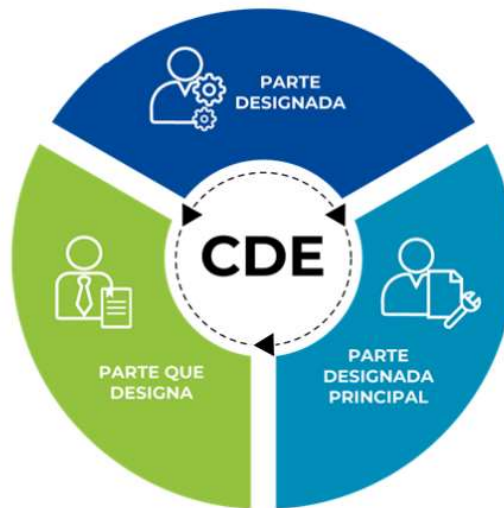 PARTE
DESIGNADA
CDE
PARTE QUE
DESIGNA
PARTE
DESIGNADA
PRINCIPAL